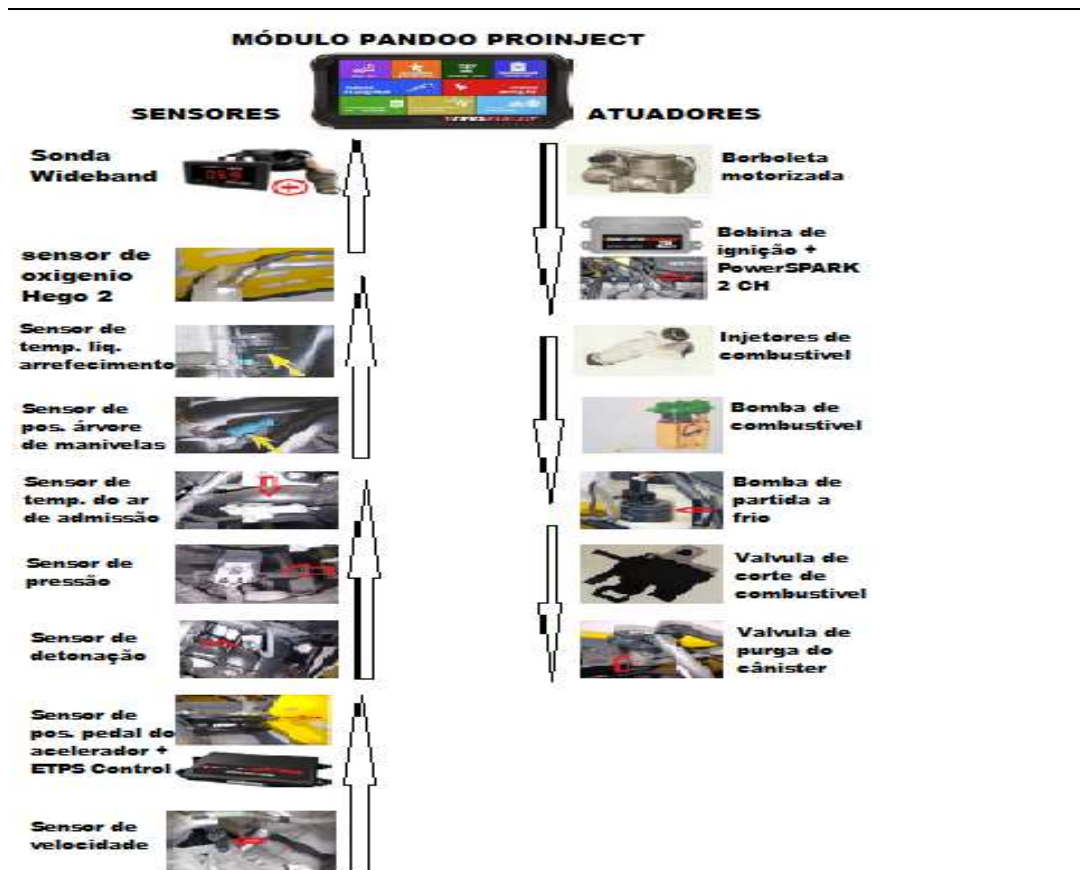 MÓDULO PANDOO PROINJECT
SENSORES
ATUADORES
Sonda
Wideband
sensor de
oxigenio
Hego 2
Sensor de
temp. liq.
arrefecimento
Sensor de
pos. árvore
de manivelas
Sensor de
temp. do ar
de admissão
Sensor de
pressão
Sensor de
detonação
Sensor de
pos. pedal do
acelerador +
ETPS Control
Sensor de
velocidade
Borboleta
motorizada
Bobina de
ignição +
PowerSPARK
2 CH
Injetores de
combustivel
Bomba de
combustivel
Bomba de
partida a
frio
Valvula de
corte de
combustivel
Valvula de
purga do
cânister